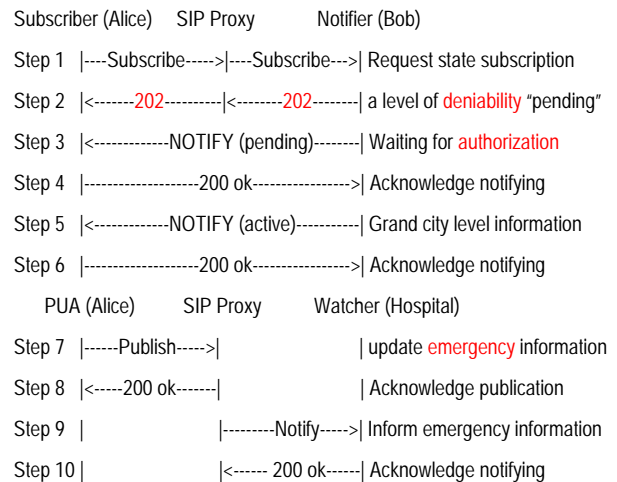 Subscriber (Alice) SIP Proxy Notifier (Bob)
Step 1 |----Subscribe----->|----Subscribe--->| Request state subscription
Step 2 |<-------202----------|<--------202--------| a level of deniability “pending”
Step 3 |<-------------NOTIFY (pending)--------| Waiting for authorization
Step 4 |--------------------200 ok----------------->| Acknowledge notifying
Step 5 |<-------------NOTIFY (active)-----------| Grand city level information
Step 6 |--------------------200 ok----------------->| Acknowledge notifying
PUA (Alice) SIP Proxy Watcher (Hospital)
Step 7 |------Publish----->| | update emergency information
Step 8 |<-----200 ok-------| | Acknowledge publication
Step 9 | |---------Notify----->| Inform emergency information
Step 10 | |<------ 200 ok------| Acknowledge notifying